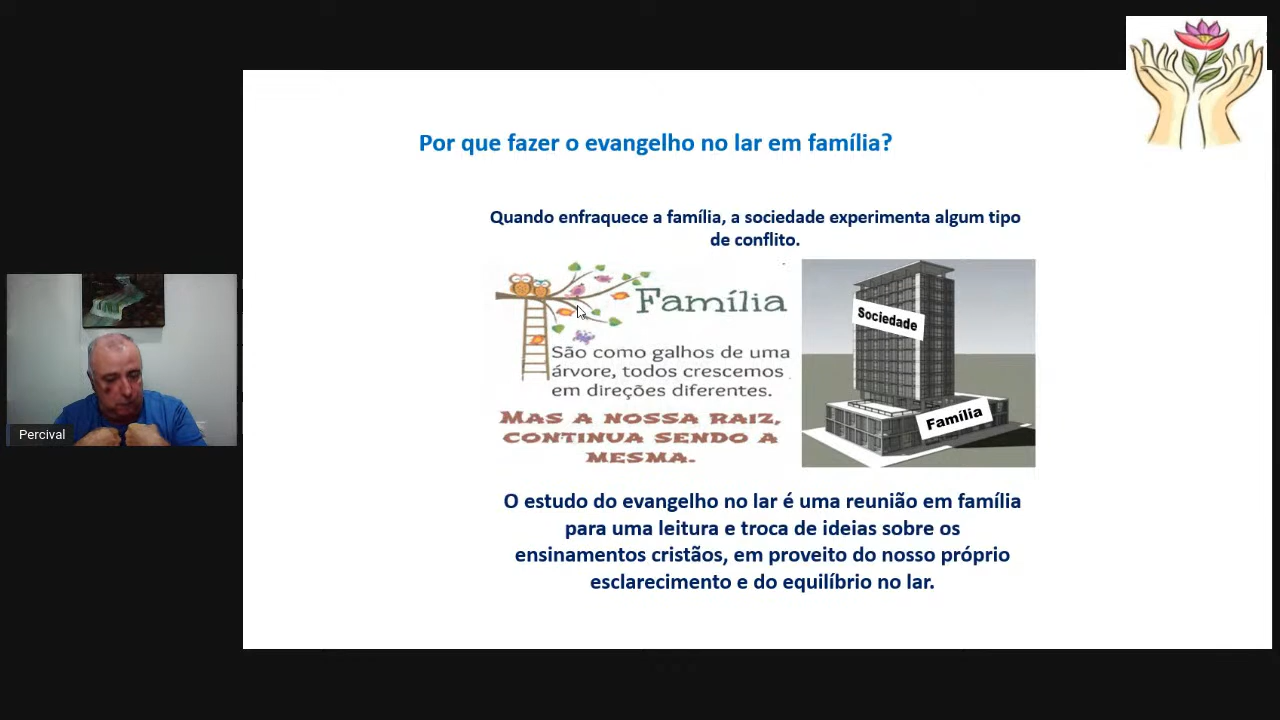 Por que fazer o evangelho no lar em família?
Quando enfraquece a família, a sociedade experimenta algum tipo
de conflito.
Família
São como galhos de uma
árvore, todos crescemos
em direções diferentes.
MAS A NOSSA RAIZ,
CONTINUA SENDO A
MESMA.
Sociedade
Família
O estudo do evangelho no lar é uma reunião em família
para uma leitura e troca de ideias sobre os
ensinamentos cristãos, em proveito do nosso próprio
esclarecimento e do equilíbrio no lar.
Percival